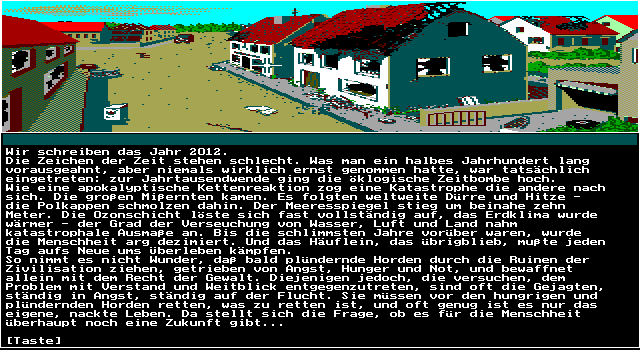 Wir schreiben das Jahr 2012.
Die Zeichen der Zeit stehen schlecht. Was man ein halbes Jahrhundert lang
vorausgeahnt, aber niemals wirklich ernst genommen hatte, war tatsächlich
eingetreten: zur Jahrtausendwende ging die öklogische Zeitbombe hoch.
Wie eine apokalyptische Kettenreaktion zog eine Katastrophe die andere nach
sich. Die großen Mißernten kamen. Es folgten weltweite Dürre und Hitze -
die Polkappen schmolzen dahin. Der Meeresspiegel stieg um beinahe zehn
Meter. Die Ozonschicht löste sich fast vollständig auf, das Erdklima wurde
wärmer - der Grad der Verseuchung von Wasser, Luft und Land nahm
katastrophale Ausmaße an. Bis die schlimmsten Jahre vorüber waren, wurde
die Menschheit arg dezimiert. Und das Häuflein, das übrigblieb, mußte jeden
Tag aufs Neue ums überleben kämpfen.
So nimmt es nicht Wunder, daß bald plündernde Horden durch die Ruinen der
Zivilisation ziehen, getrieben von Angst, Hunger und Not, und bewaffnet
allein mit dem Recht der Gewalt. Diejenigen jedoch, die versuchen, dem
Problem mit Verstand und Weitblick entgegenzutreten, sind oft die Gejagten,
ständig in Angst, ständig auf der Flucht. Sie müssen vor den hungrigen und
plündernden Horden retten, was zu retten ist, und oft genug ist es nur das
eigene, nackte Leben. Da stellt sich die Frage, ob es für die Menschheit
überhaupt noch eine Zukunft gibt...
[Taste]